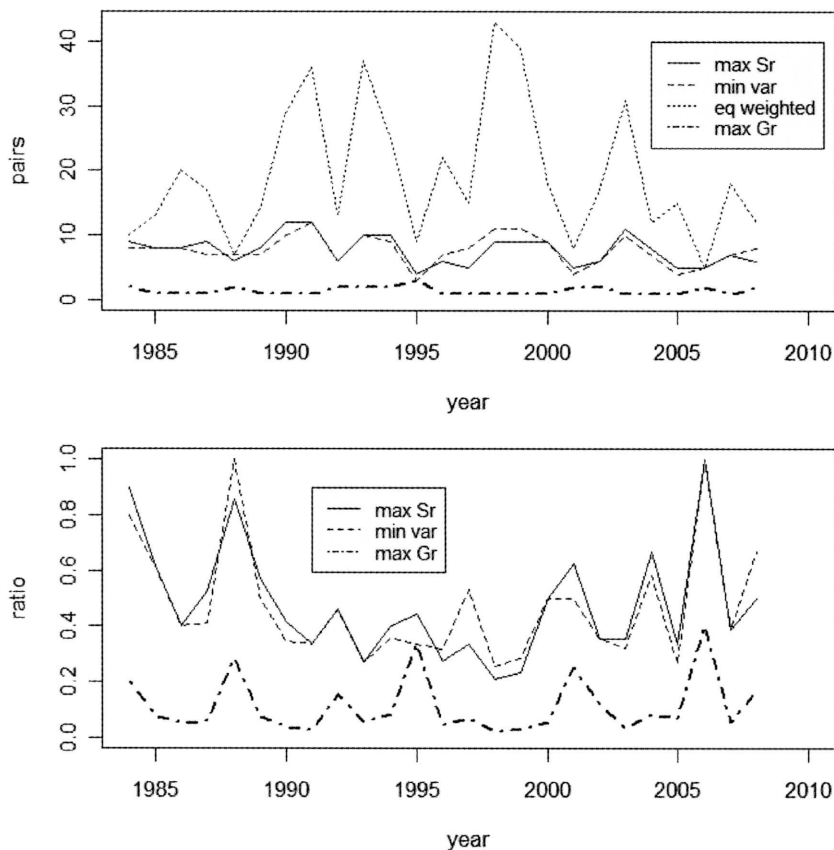 pairs
0
10
20
30
40
max Sr
min var
eq weighted
max Gr
1985
1990
1995
2000
2005
2010
year
ratio
0.0
0.2
0.4
0.6
0.8
1.0
max Sr
min var
max Gr
1985
1990
1995
2000
2005
2010
year